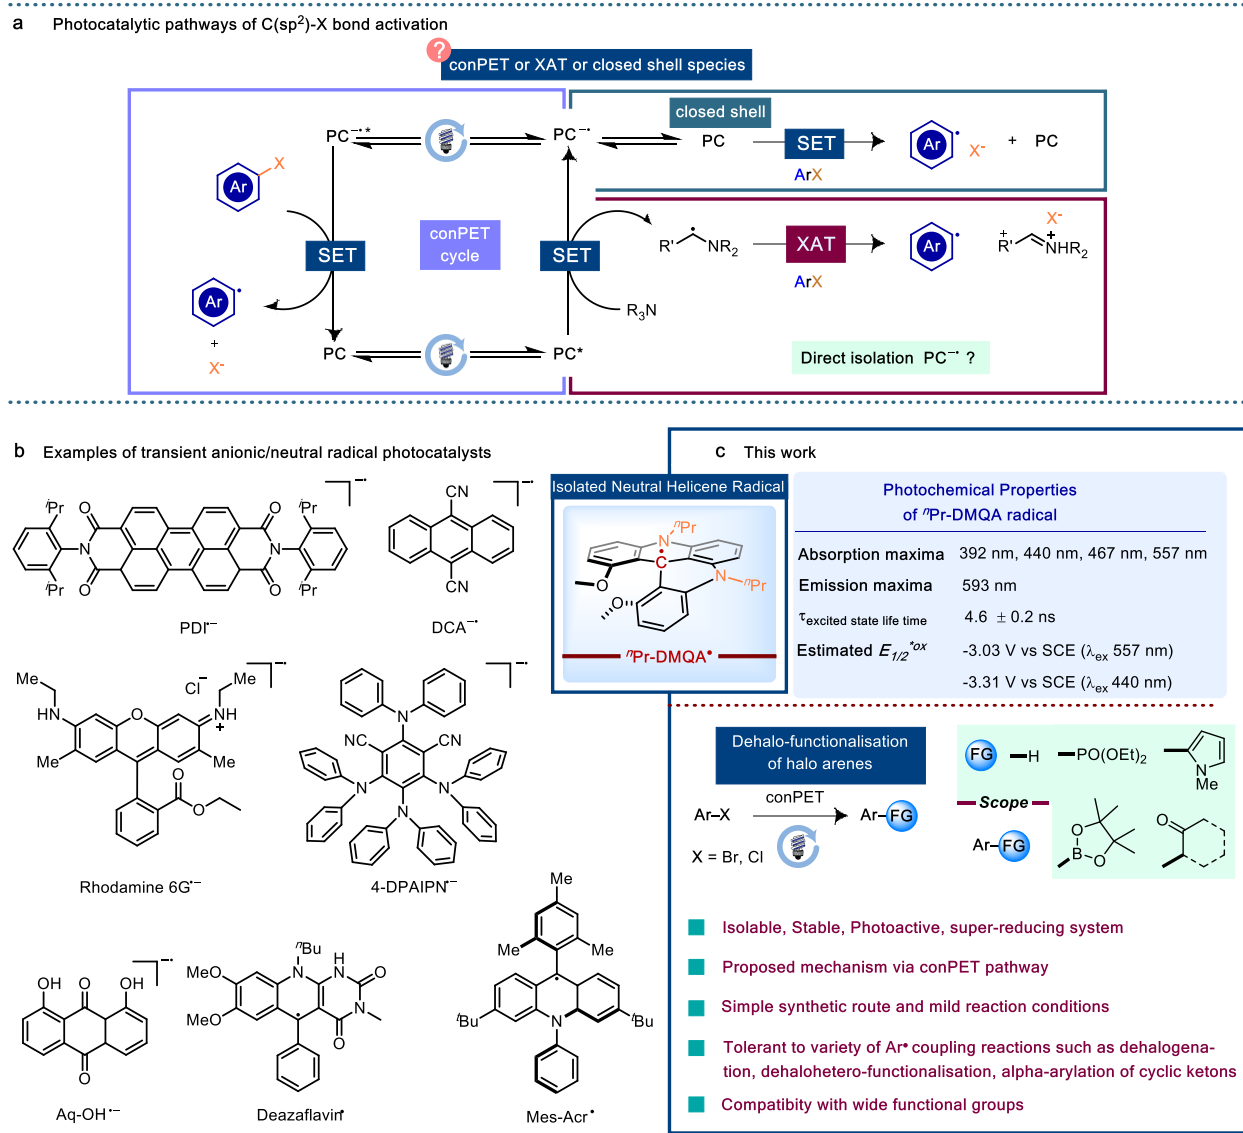 a Photocatalytic pathways of C(sp²)-X bond activation
?
conPET or XAT or closed shell species
closed shell
PC⁻•*
PC⁻•
PC
SET
ArX
Ar•
X⁻
+
PC
Ar
X
SET
conPET
cycle
SET
R'
•
NR₂
XAT
ArX
Ar•
X⁻
+
R'
+
NHR₂
Ar•
+
X⁻
R₃N
PC
PC*
Direct isolation PC⁻• ?
b Examples of transient anionic/neutral radical photocatalysts
ⁱPr
ⁱPr
O
O
N
N
O
O
ⁱPr
ⁱPr
−•
PDI•−
CN
CN
−•
DCA−•
Me
Cl⁻
Me
HN
O
NH
+
Me
Me
O
O
−•
Rhodamine 6G•−
N
CN
CN
N
N
N
−•
4-DPAIPN•−
OH
O
OH
O
−•
Aq-OH•−
ⁿBu
MeO
N
H
N
O
MeO
N
O
Deazaflavin•
Me
Me
Me
ᵗBu
N
ᵗBu
Mes-Acr•
c This work
Isolated Neutral Helicene Radical
ⁿPr
N
•
C
O
N
ⁿPr
O
ⁿPr-DMQA•
Photochemical Properties
of ⁿPr-DMQA radical
Absorption maxima 392 nm, 440 nm, 467 nm, 557 nm
Emission maxima 593 nm
τexcited state life time 4.6 ± 0.2 ns
Estimated E1/2*ox -3.03 V vs SCE (λex 557 nm)
-3.31 V vs SCE (λex 440 nm)
Dehalo-functionalisation
of halo arenes
Ar–X
conPET
Ar–FG
X = Br, Cl
FG
H
PO(OEt)₂
N
Me
Scope
Ar–FG
O
B
O
O
Isolable, Stable, Photoactive, super-reducing system
Proposed mechanism via conPET pathway
Simple synthetic route and mild reaction conditions
Tolerant to variety of Ar• coupling reactions such as dehalogena-
tion, dehalohetero-functionalisation, alpha-arylation of cyclic ketons
Compatibity with wide functional groups